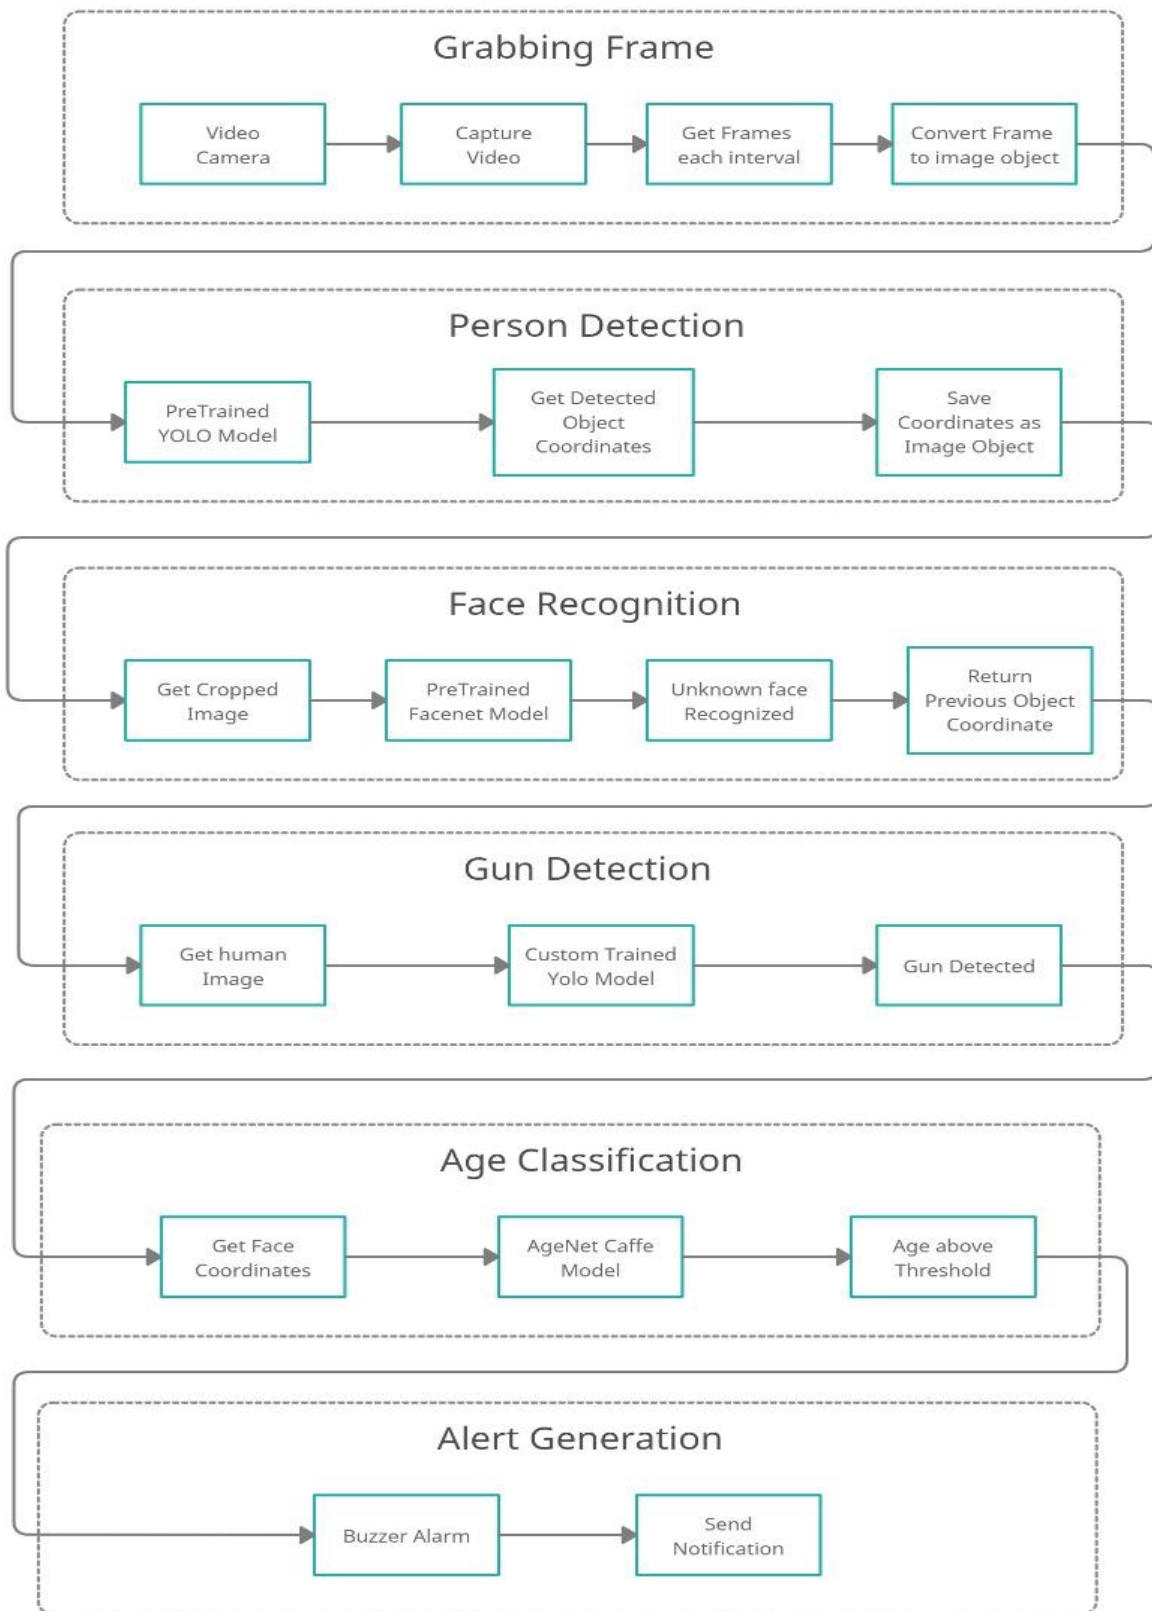 Grabbing Frame
Video
Camera
Capture
Video
Get Frames
each interval
Convert Frame
to image object
Person Detection
PreTrained
YOLO Model
Get Detected
Object
Coordinates
Save
Coordinates as
Image Object
Face Recognition
Get Cropped
Image
PreTrained
Facenet Model
Unknown face
Recognized
Return
Previous Object
Coordinate
Gun Detection
Get human
Image
Custom Trained
Yolo Model
Gun Detected
Age Classification
Get Face
Coordinates
AgeNet Caffe
Model
Age above
Threshold
Alert Generation
Buzzer Alarm
Send
Notification